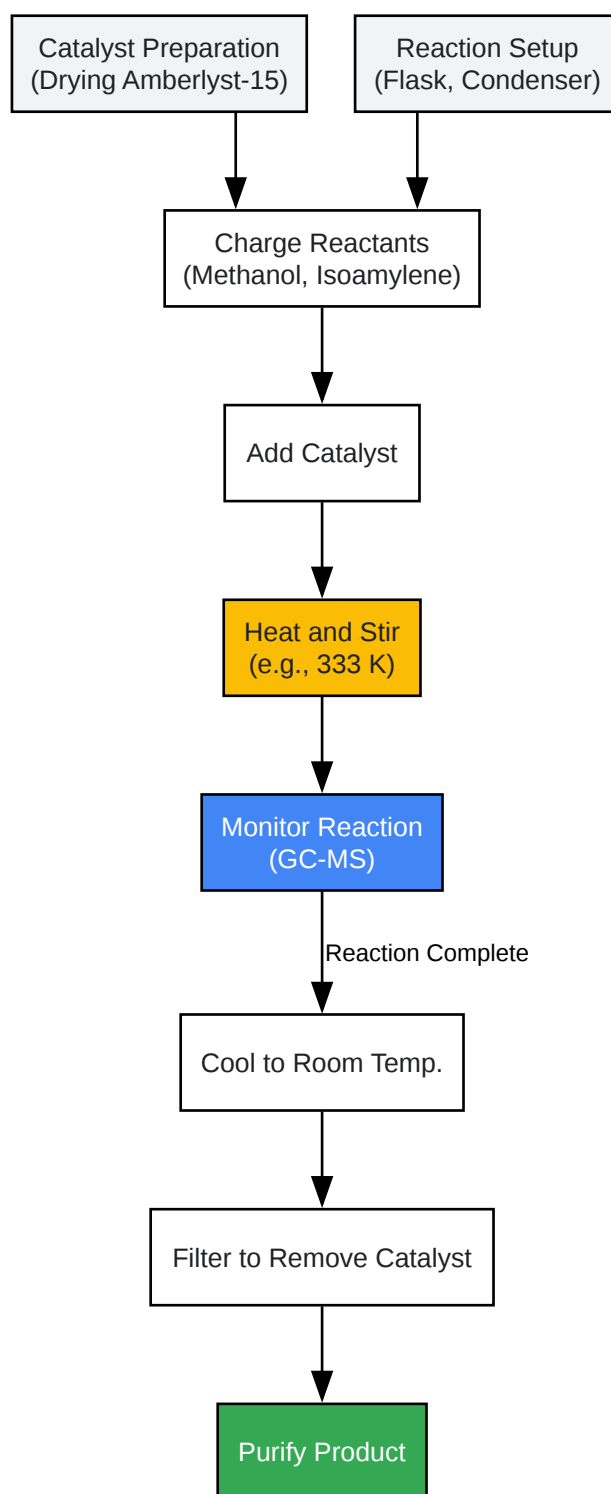 Catalyst Preparation
(Drying Amberlyst-15)
Reaction Setup
(Flask, Condenser)
Charge Reactants
(Methanol, Isoamylene)
Add Catalyst
Heat and Stir
(e.g., 333 K)
Monitor Reaction
(GC-MS)
Reaction Complete
Cool to Room Temp.
Filter to Remove Catalyst
Purify Product